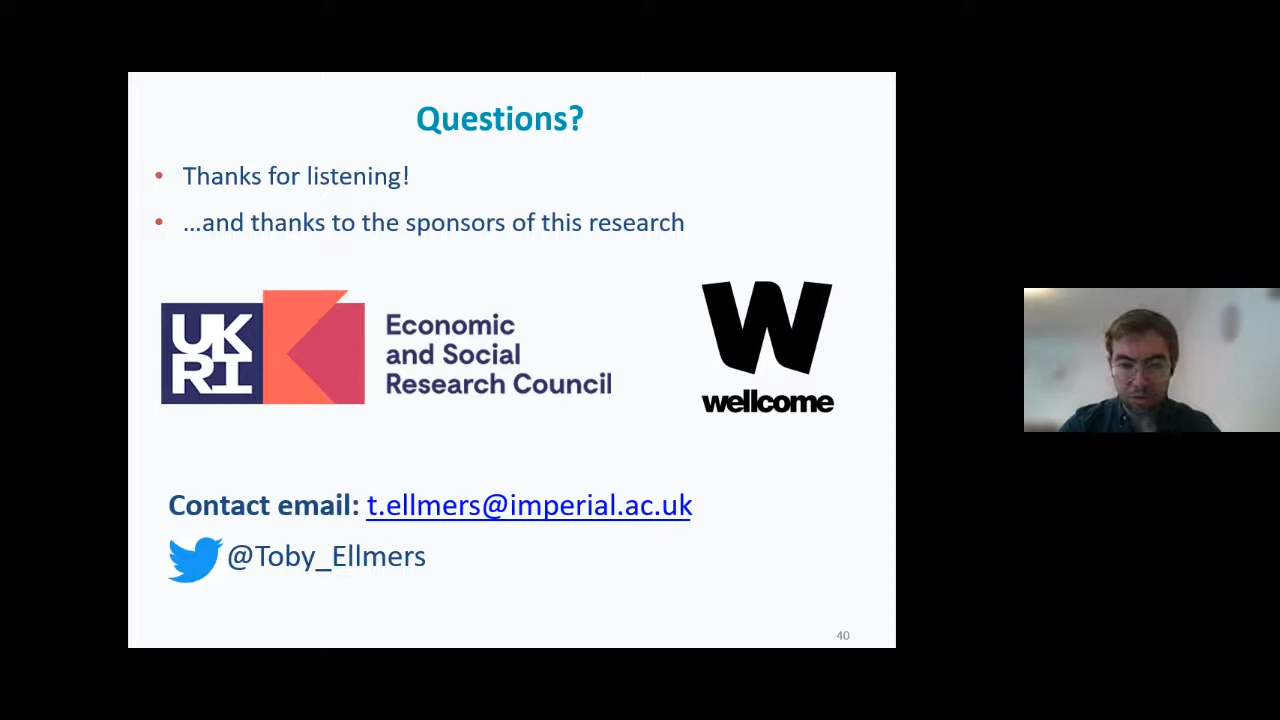 Questions?
• Thanks for listening!
• …and thanks to the sponsors of this research
UK
RI
Economic
and Social
Research Council
W
wellcome
Contact email: t.ellmers@imperial.ac.uk
@Toby_Ellmers
40